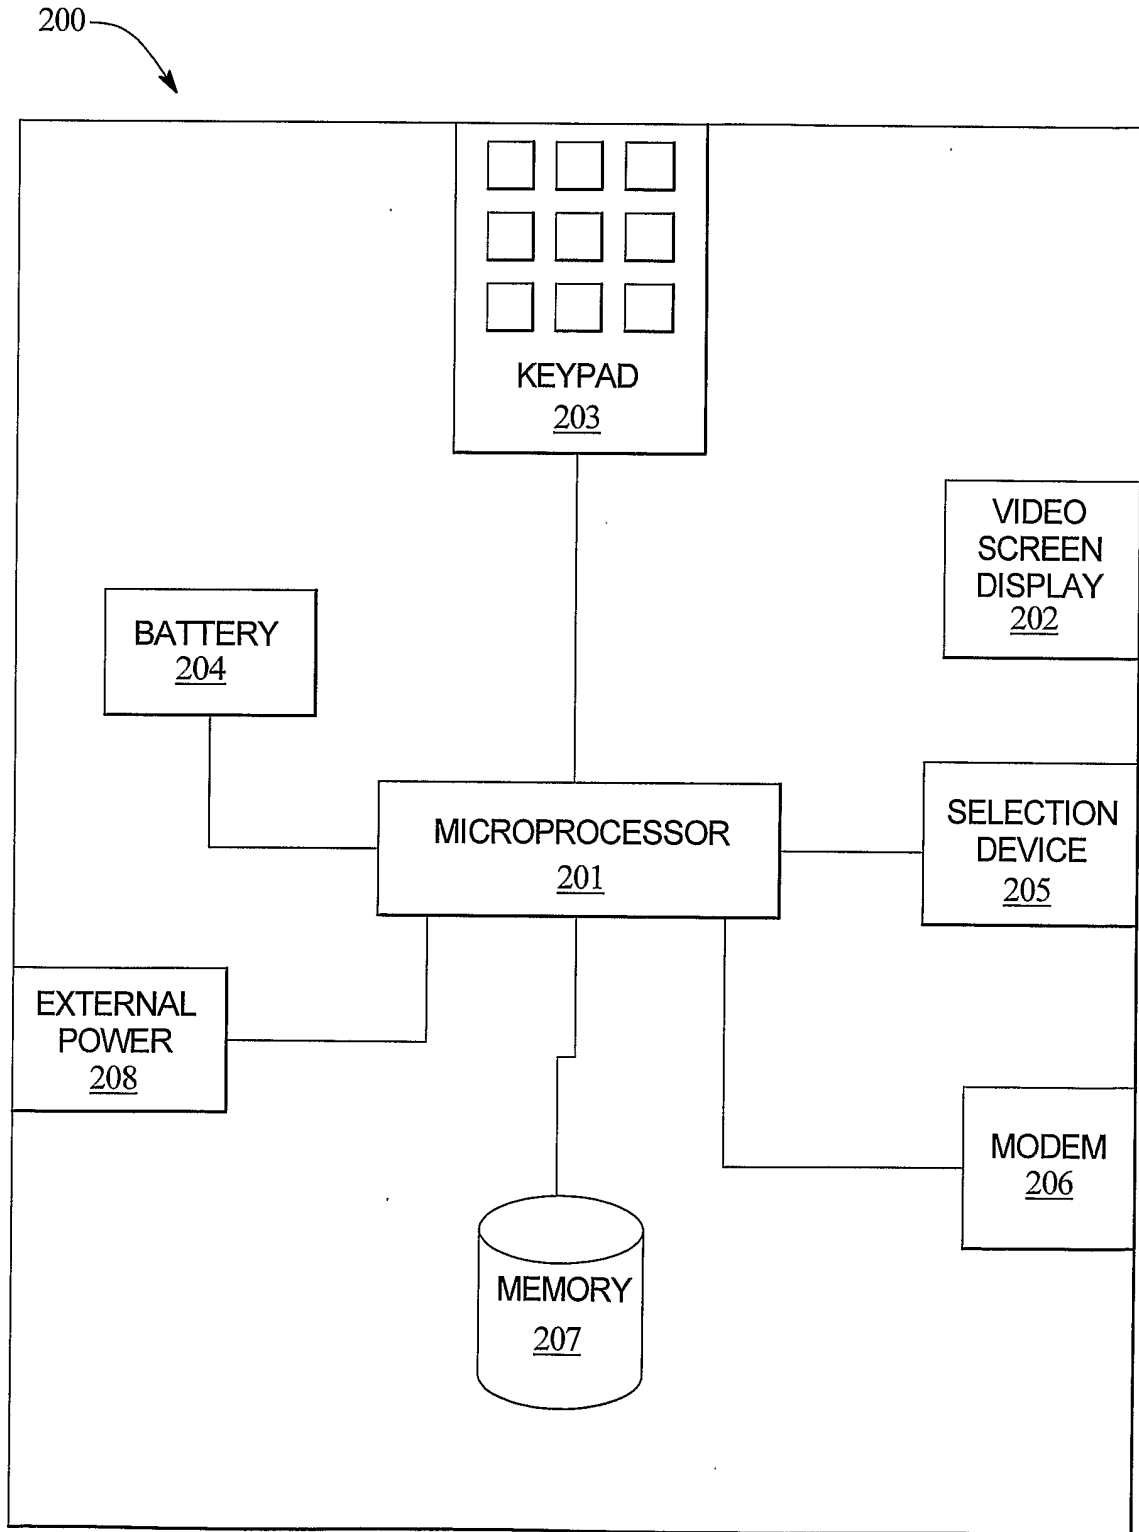 200
KEYPAD
203
VIDEO
SCREEN
DISPLAY
202
BATTERY
204
MICROPROCESSOR
201
SELECTION
DEVICE
205
EXTERNAL
POWER
208
MODEM
206
MEMORY
207